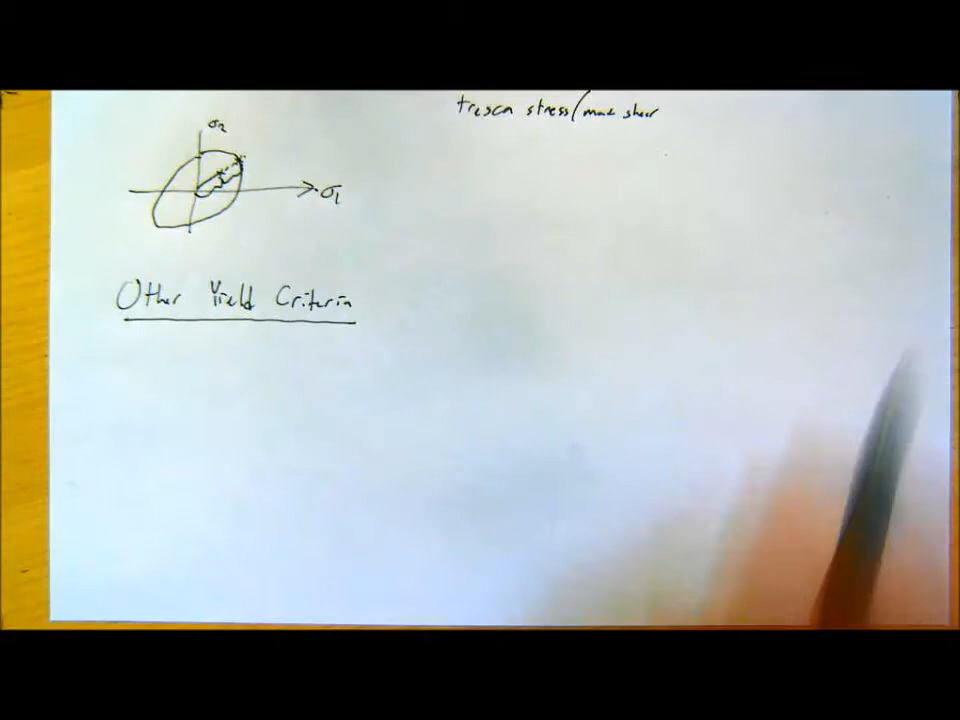 tresca stress/max shear
σ2
σ1
Other Yield Criteria